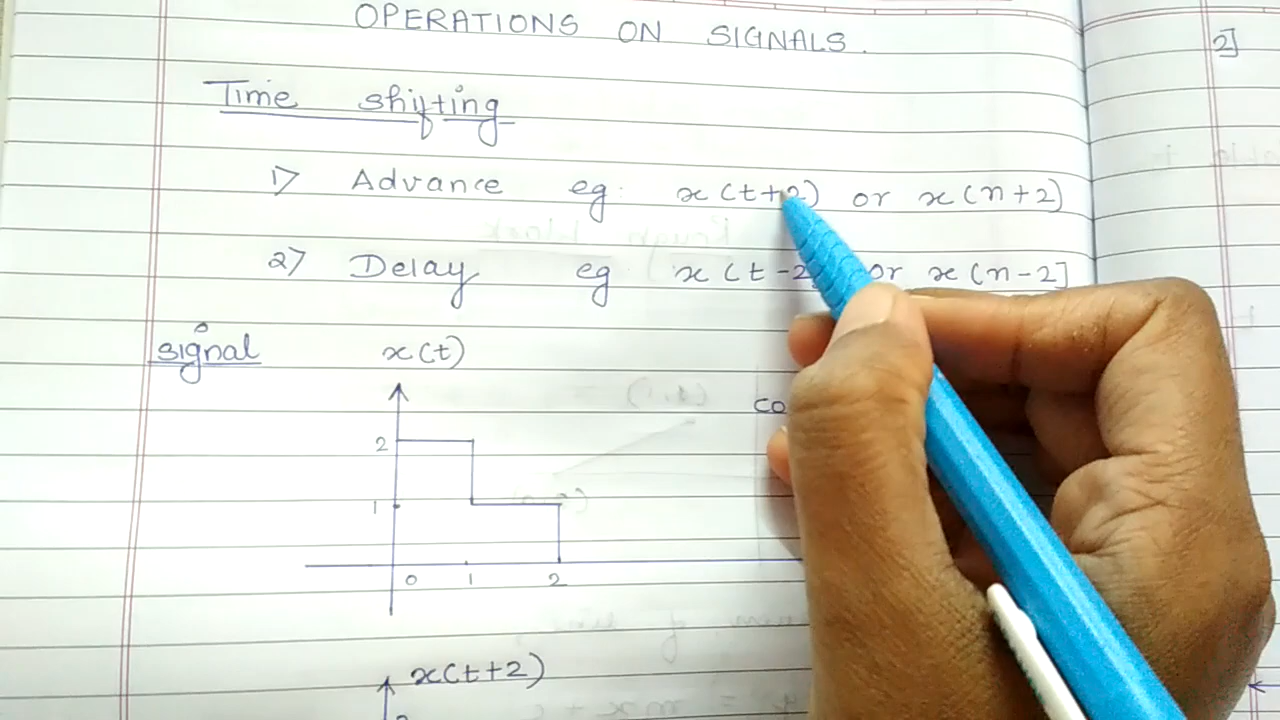 OPERATIONS ON SIGNALS.
2]
Time shifting
1) Advance eg: x(t+2) or x(n+2)
2) Delay eg x(t-2) or x(n-2]
signal x(t)
2
1
0 1 2
x(t+2)